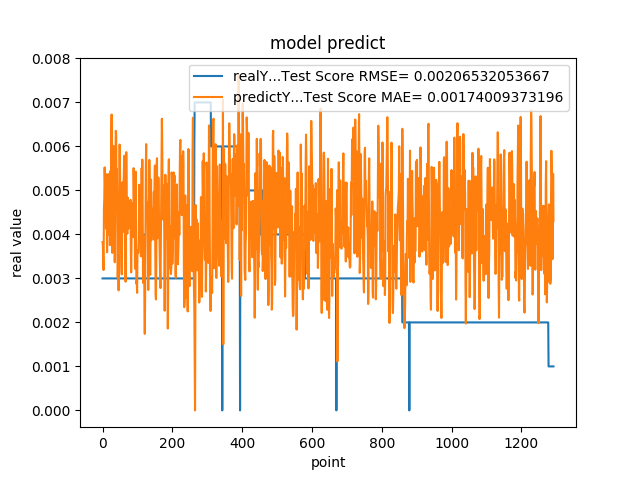 model predict
realY...Test Score RMSE= 0.00206532053667
predictY...Test Score MAE= 0.00174009373196
0.008
0.007
0.006
0.005
0.004
0.003
0.002
0.001
0.000
real value
0 200 400 600 800 1000 1200
point